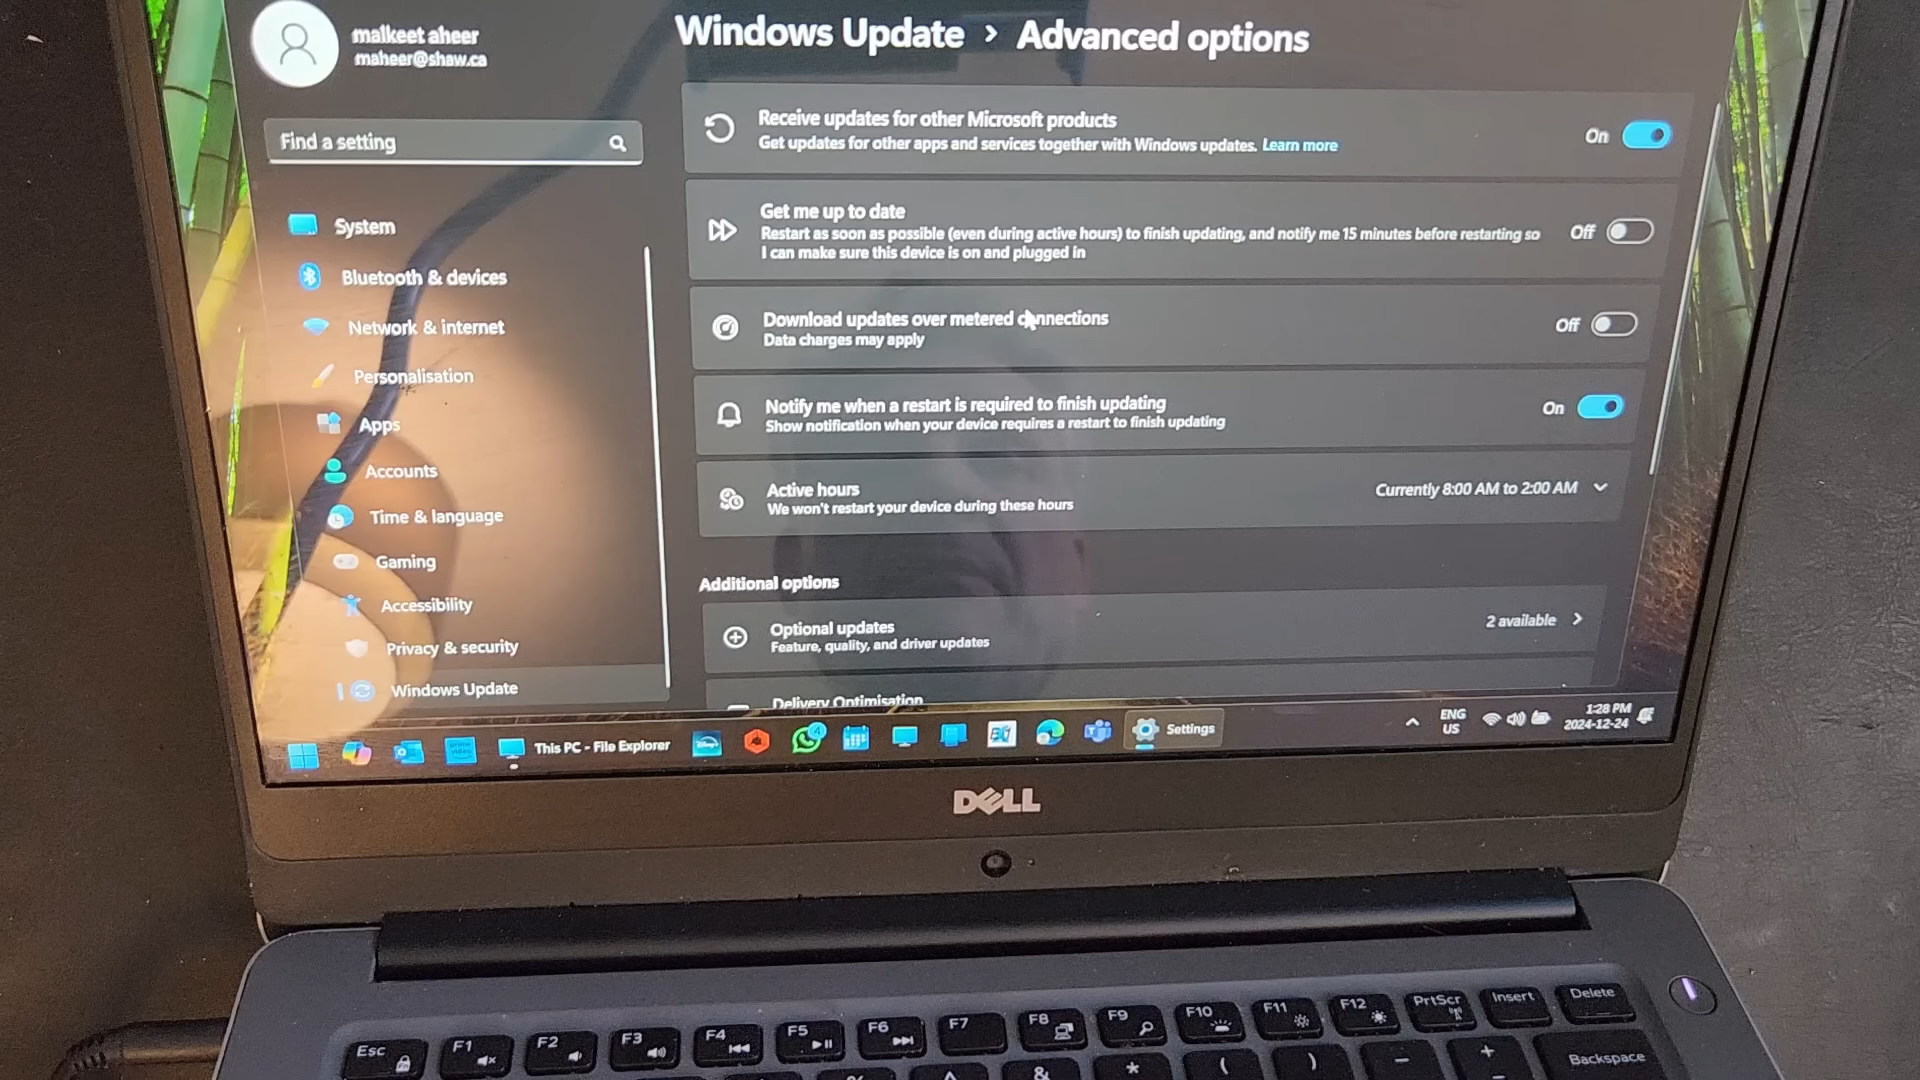 malkeet aheer
maheer@shaw.ca
Find a setting
System
Bluetooth & devices
Network & internet
Personalisation
Apps
Accounts
Time & language
Gaming
Accessibility
Privacy & security
Windows Update
Windows Update > Advanced options
Receive updates for other Microsoft products
Get updates for other apps and services together with Windows updates. Learn more
On
Get me up to date
Restart as soon as possible (even during active hours) to finish updating, and notify me 15 minutes before restarting so
I can make sure this device is on and plugged in
Off
Download updates over metered connections
Data charges may apply
Off
Notify me when a restart is required to finish updating
Show notification when your device requires a restart to finish updating
On
Active hours
We won't restart your device during these hours
Currently 8:00 AM to 2:00 AM
Additional options
Optional updates
Feature, quality, and driver updates
2 available
Delivery Optimisation
This PC - File Explorer
4
Settings
ENG
US
1:28 PM
2024-12-24
DELL
Esc
F1
F2
F3
F4
F5
F6
F7
F8
F9
F10
F11
F12
PrtScr
Insert
Delete
&
*
(
)
–
+
Backspace